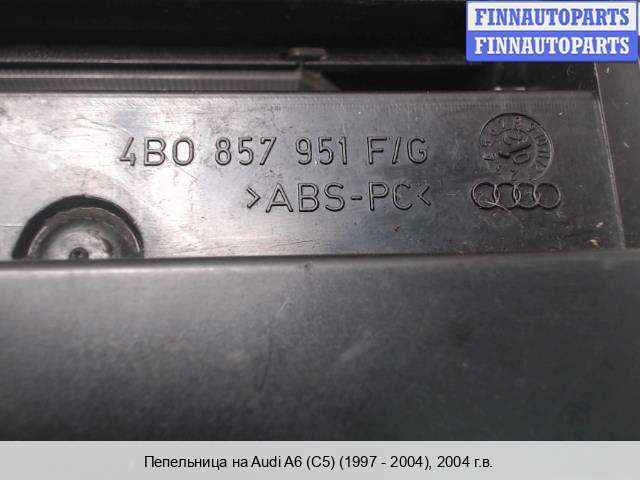 FINNAUTOPARTS
FINNAUTOPARTS
4B0 857 951 F/G
>ABS-PC<
Пепельница на Audi A6 (C5) (1997 - 2004), 2004 г.в.